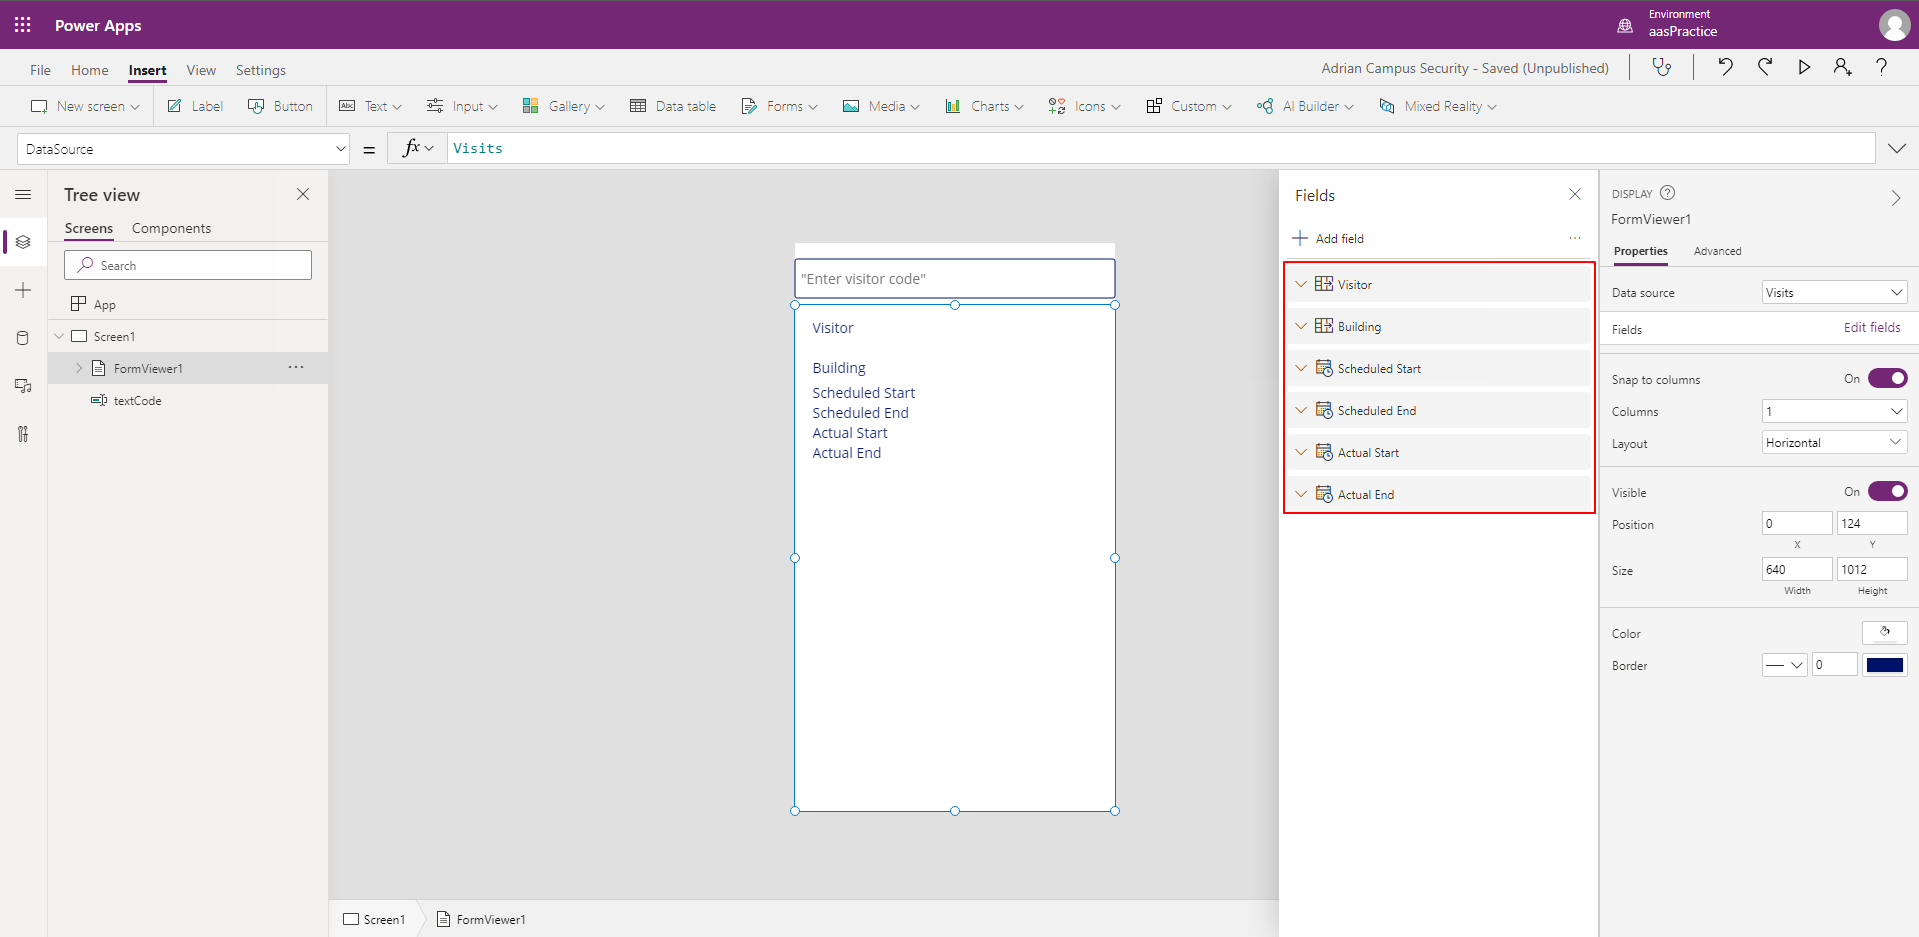 Power Apps
Environment
aasPractice
File Home Insert View Settings
Adrian Campus Security - Saved (Unpublished)
New screen Label Button Text Input Gallery Data table Forms Media Charts Icons Custom AI Builder Mixed Reality
DataSource = fx Visits
Tree view
Screens Components
Search
App
Screen1
FormViewer1 ...
textCode
"Enter visitor code"
Visitor
Building
Scheduled Start
Scheduled End
Actual Start
Actual End
Screen1 FormViewer1
Fields
Add field ...
Visitor
Building
Scheduled Start
Scheduled End
Actual Start
Actual End
DISPLAY
FormViewer1
Properties Advanced
Data source Visits
Fields Edit fields
Snap to columns On
Columns 1
Layout Horizontal
Visible On
Position 0 124
X Y
Size 640 1012
Width Height
Color
Border 0